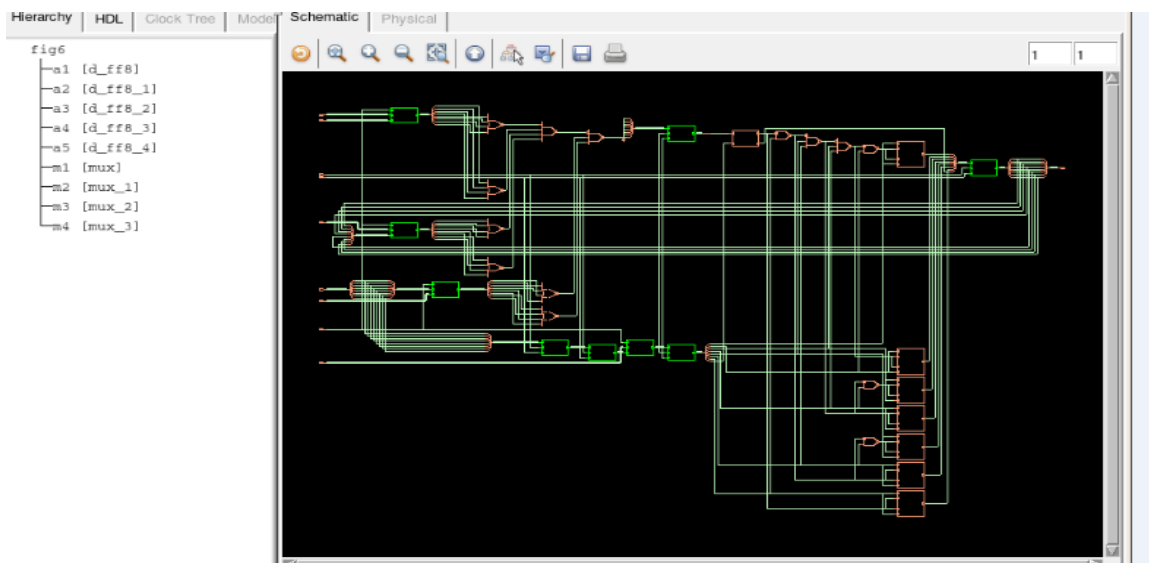 Hierarchy HDL Clock Tree Model Schematic Physical
fig6
a1 [d_ff8]
a2 [d_ff8_1]
a3 [d_ff8_2]
a4 [d_ff8_3]
a5 [d_ff8_4]
m1 [mux]
m2 [mux_1]
m3 [mux_2]
m4 [mux_3]
1 1